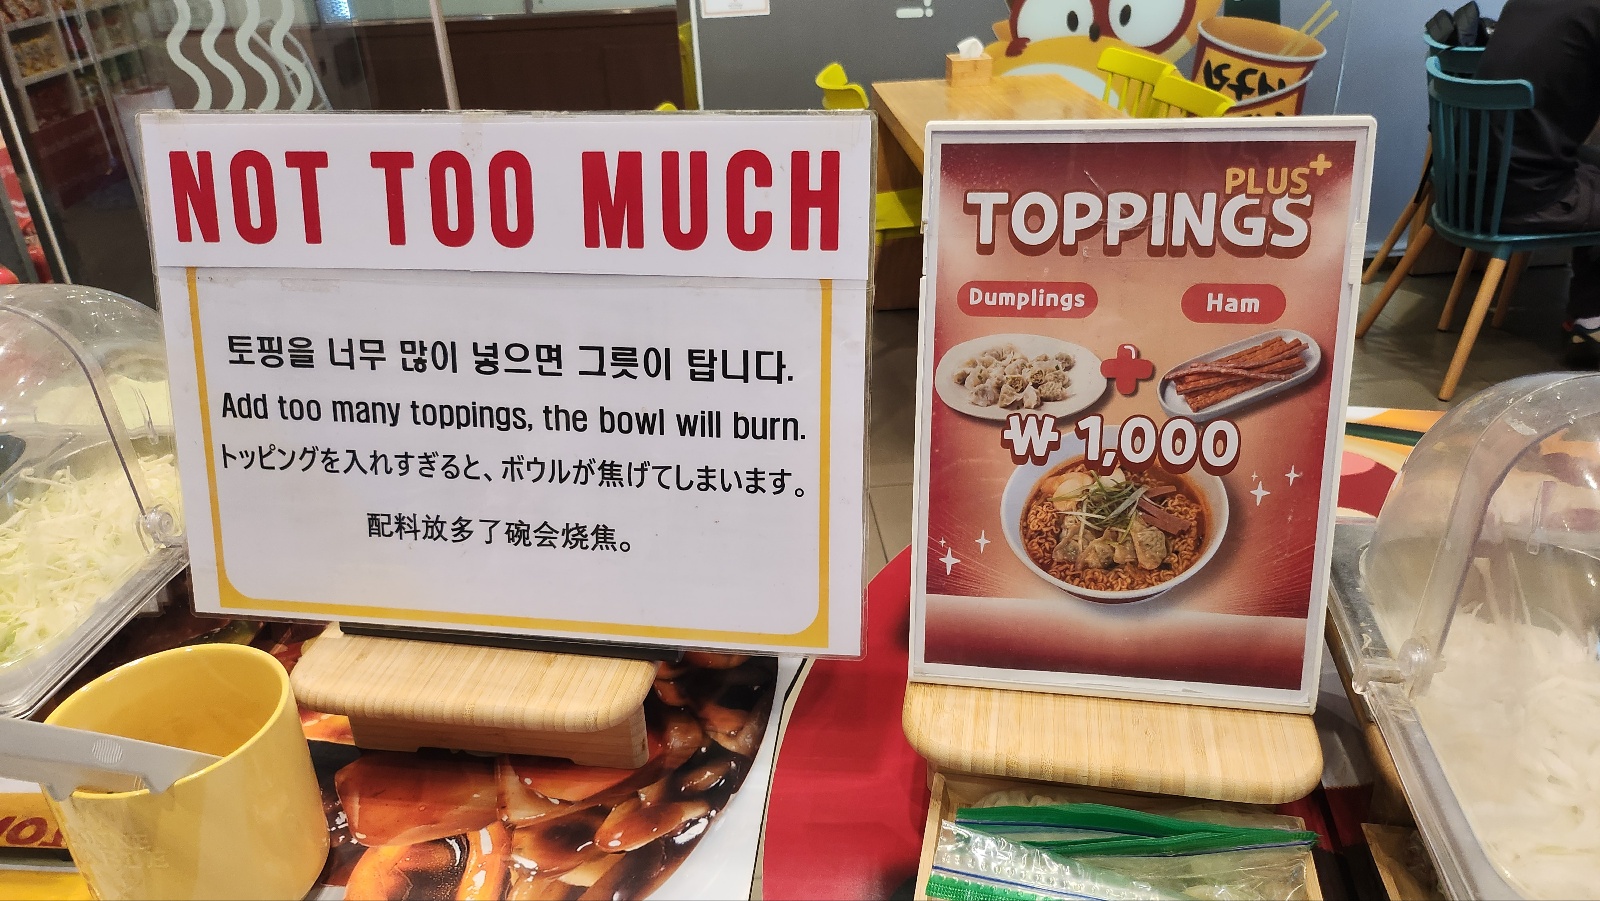 NOT TOO MUCH
토핑을 너무 많이 넣으면 그릇이 탑니다.
Add too many toppings, the bowl will burn.
トッピングを入れすぎると、ボウルが焦げてしまいます。
配料放多了碗会烧焦。
PLUS+
TOPPINGS
Dumplings
Ham
₩ 1,000